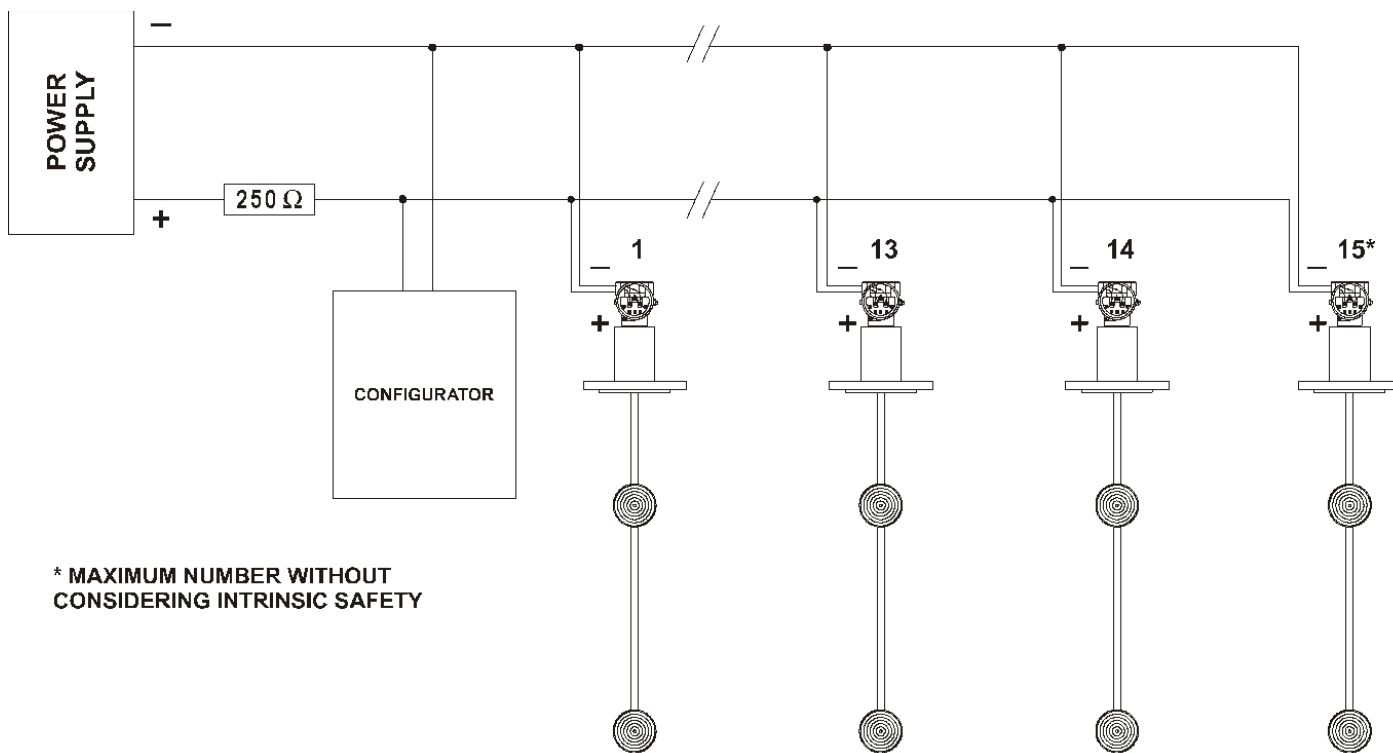 POWER
SUPPLY
−
+
250 Ω
CONFIGURATOR
1
13
14
15*
−
−
−
−
+
+
+
+
* MAXIMUM NUMBER WITHOUT
CONSIDERING INTRINSIC SAFETY